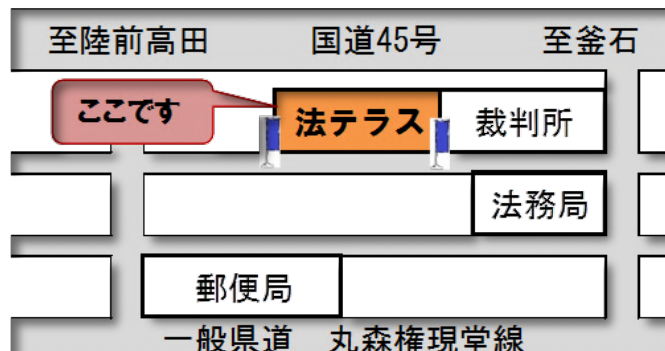 至陸前高田 国道45号 至釜石
ここです
法テラス
裁判所
法務局
郵便局
一般県道 丸森権現堂線